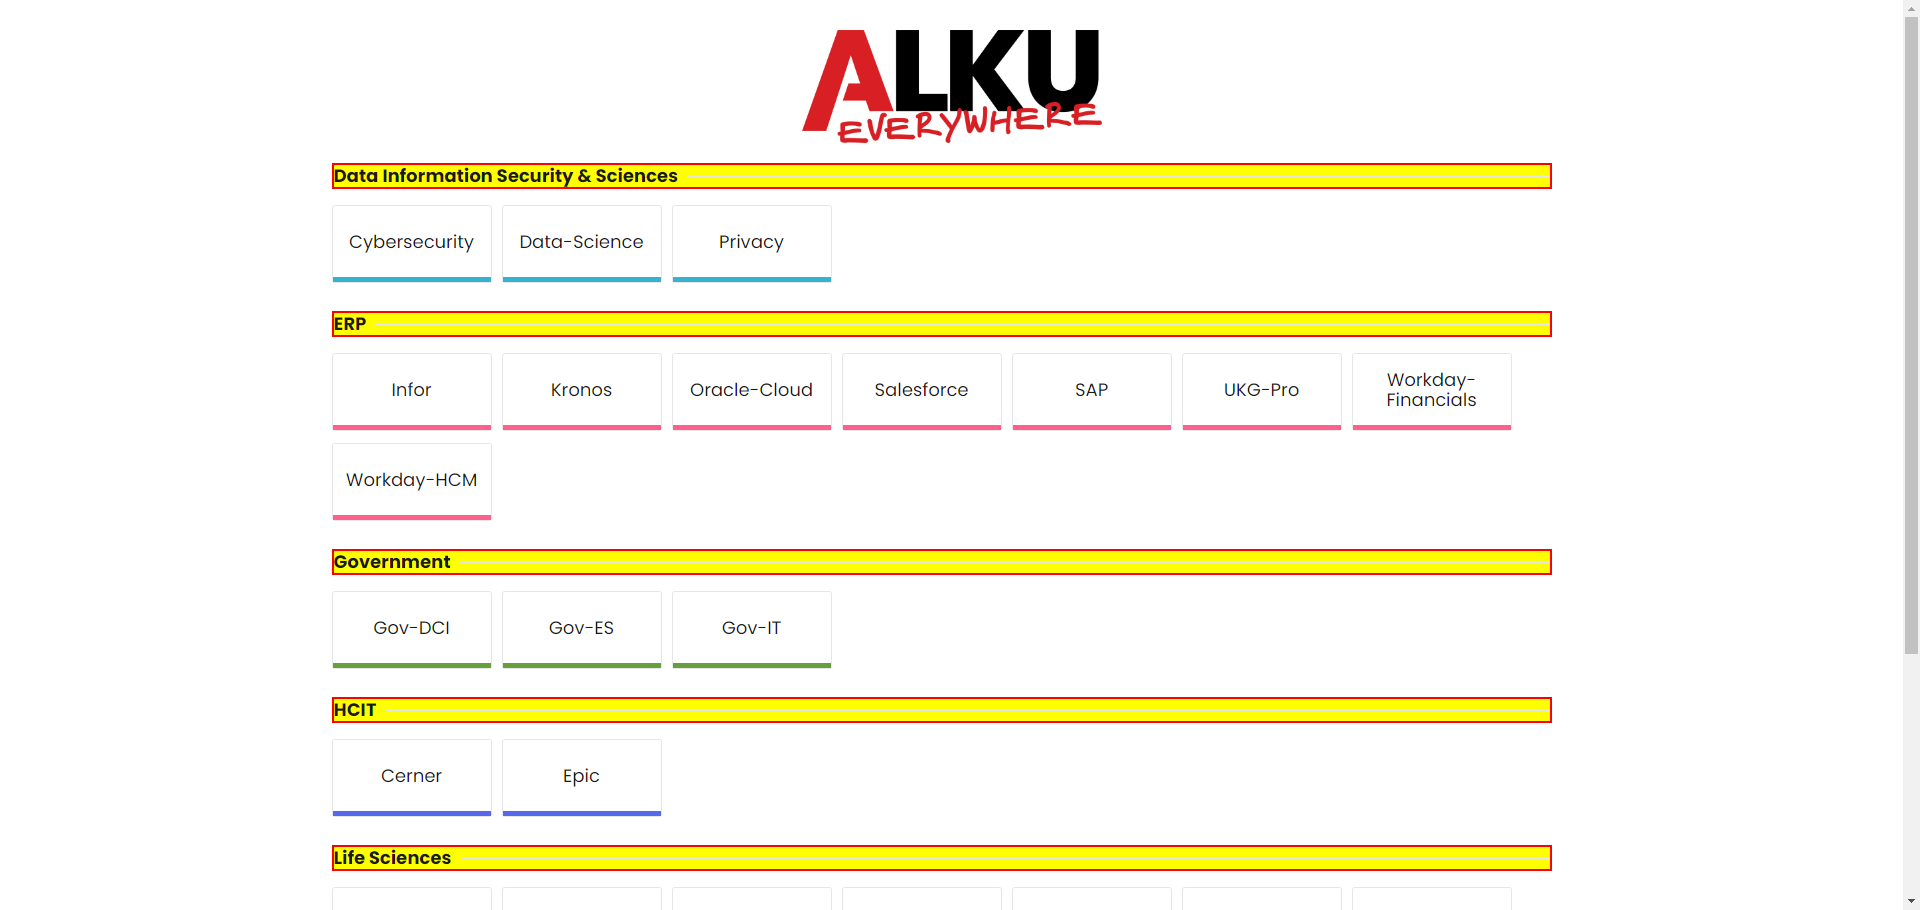 ALKU
EVERYWHERE
Data Information Security & Sciences
Cybersecurity
Data-Science
Privacy
ERP
Infor
Kronos
Oracle-Cloud
Salesforce
SAP
UKG-Pro
Workday-
Financials
Workday-HCM
Government
Gov-DCI
Gov-ES
Gov-IT
HCIT
Cerner
Epic
Life Sciences